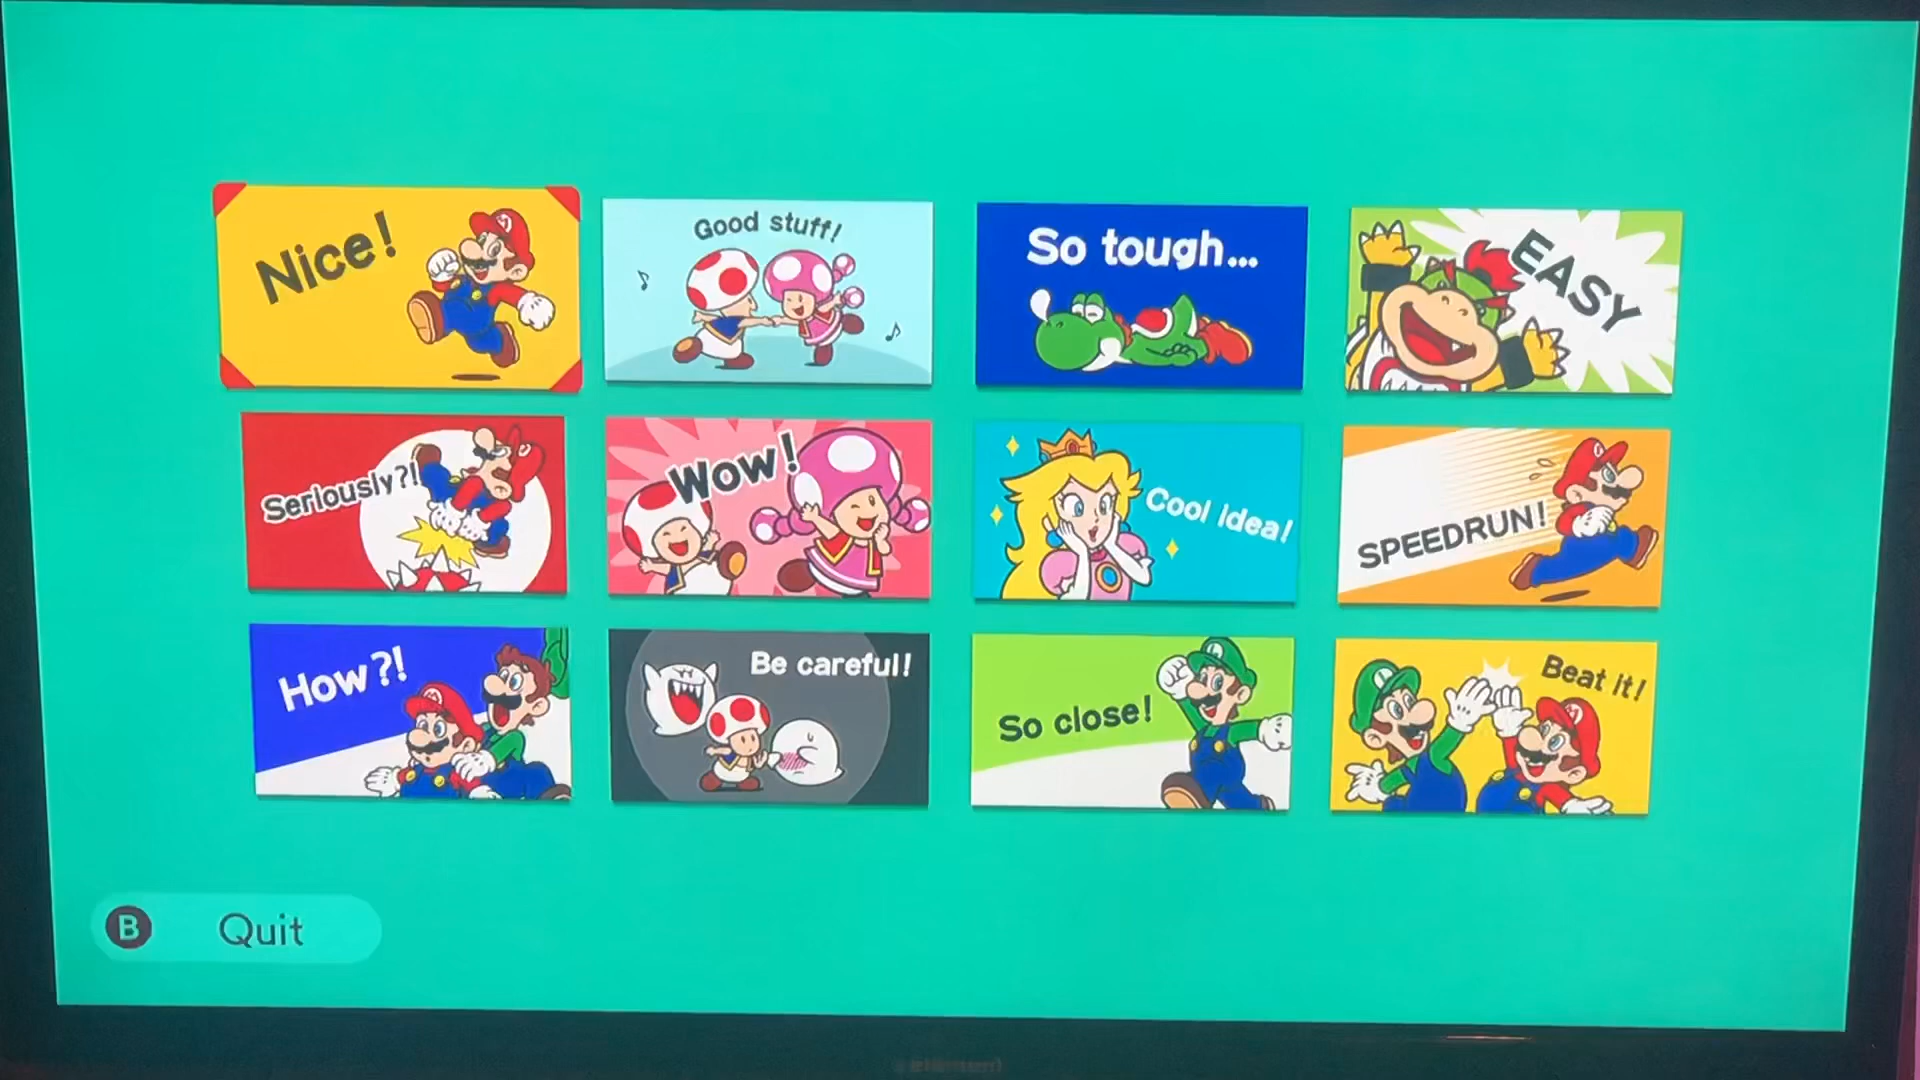 Nice!
Good stuff!
So tough...
EASY
Seriously?!
Wow!
Cool idea!
SPEEDRUN!
How?!
Be careful!
So close!
Beat it!
B Quit